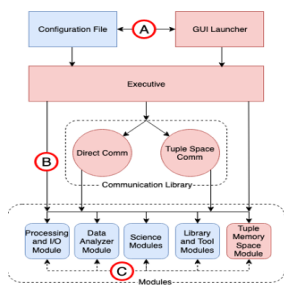 Configuration File
A
GUI Launcher
Executive
B
Direct Comm
Tuple Space
Comm
Communication Library
Processing
and I/O
Module
Data
Analyzer
Module
Science
Modules
Library
and Tool
Modules
Tuple
Memory
Space
Module
C
Modules